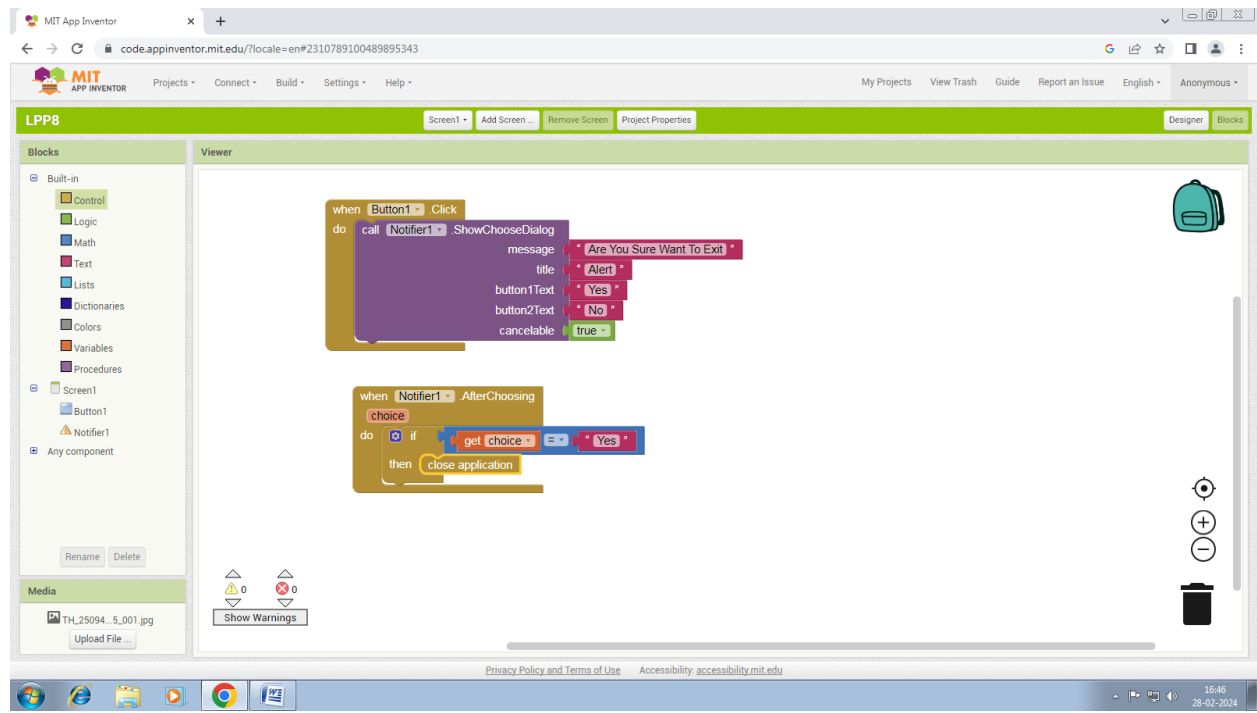 MIT App Inventor
code.appinventor.mit.edu/?locale=en#2310789100489895343
MIT
APP INVENTOR
Projects Connect Build Settings Help My Projects View Trash Guide Report an Issue English Anonymous
LPP8 Screen1 Add Screen ... Remove Screen Project Properties Designer Blocks
Blocks Viewer
Built-in
Control
Logic
Math
Text
Lists
Dictionaries
Colors
Variables
Procedures
Screen1
Button1
Notifier1
Any component
Rename Delete
Media
TH_25094...5_001.jpg
Upload File ...
when Button1 .Click
do call Notifier1 .ShowChooseDialog
message " Are You Sure Want To Exit "
title " Alert "
button1Text " Yes "
button2Text " No "
cancelable true
when Notifier1 .AfterChoosing
choice
do if get choice = " Yes "
then close application
0 0
Show Warnings
Privacy Policy and Terms of Use Accessibility: accessibility.mit.edu
16:46
28-02-2024